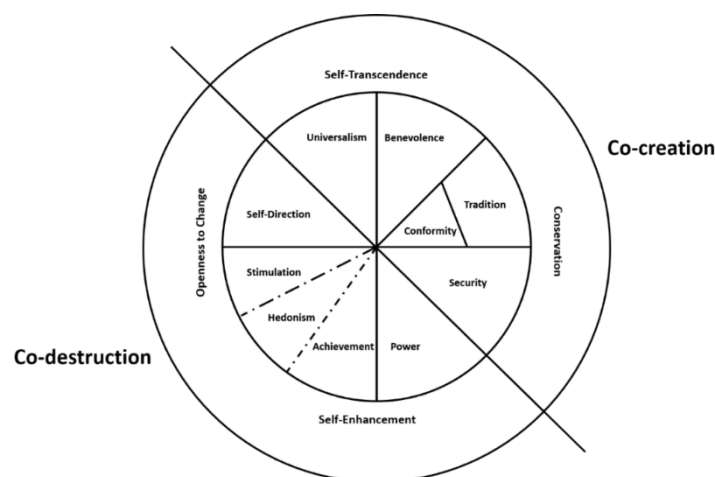 Self-Transcendence
Universalism
Benevolence
Co-creation
Tradition
Self-Direction
Conformity
Openness to Change
Conservation
Stimulation
Security
Hedonism
Achievement
Power
Co-destruction
Self-Enhancement